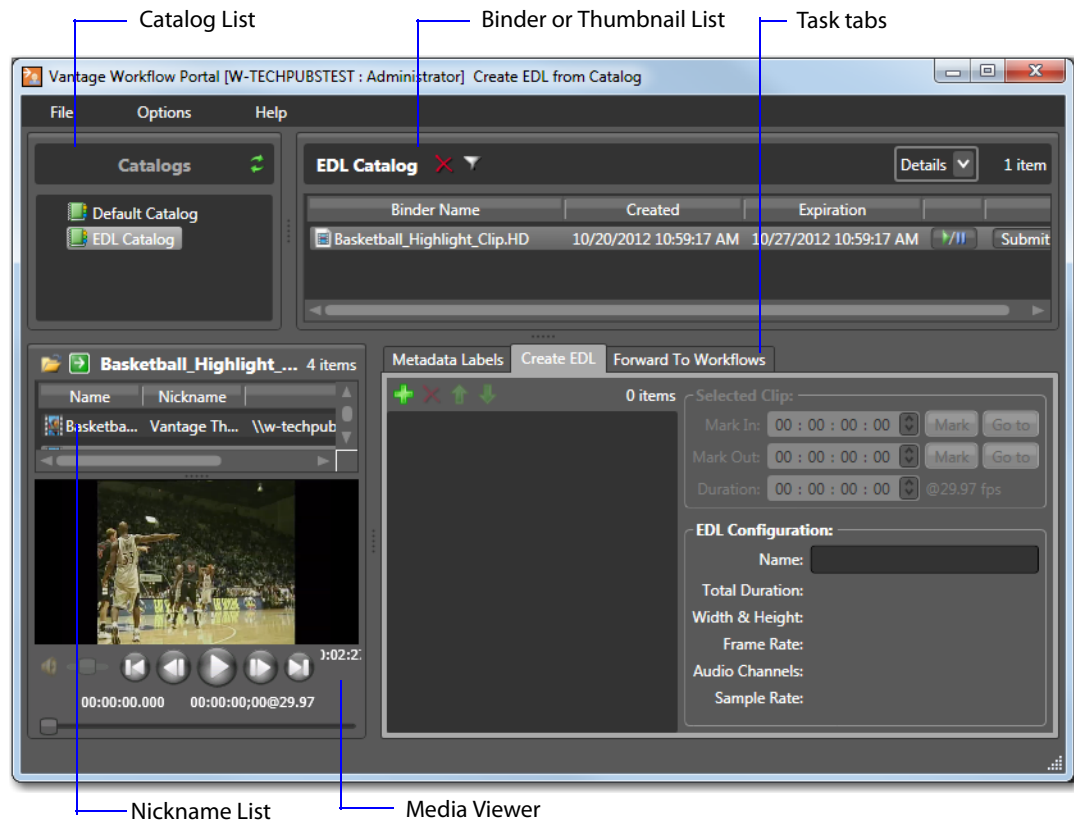 Catalog List
Binder or Thumbnail List
Task tabs
Vantage Workflow Portal [W-TECHPUBSTEST : Administrator] Create EDL from Catalog
File Options Help
Catalogs
EDL Catalog
Details
1 item
Default Catalog
EDL Catalog
Binder Name Created Expiration
Basketball_Highlight_Clip.HD 10/20/2012 10:59:17 AM 10/27/2012 10:59:17 AM Submit
Basketball_Highlight_... 4 items
Name Nickname
Basketba... Vantage Th... \\w-techpub
Metadata Labels Create EDL Forward To Workflows
0 items
Selected Clip:
Mark In: 00 : 00 : 00 : 00 Mark Go to
Mark Out: 00 : 00 : 00 : 00 Mark Go to
Duration: 00 : 00 : 00 : 00 @29.97 fps
EDL Configuration:
Name:
Total Duration:
Width & Height:
Frame Rate:
Audio Channels:
Sample Rate:
00:00:00.000 00:00:00;00@29.97
Nickname List
Media Viewer